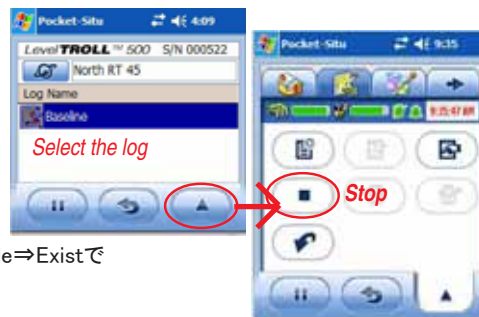 Pocket-Situ 4:09
Level TROLL ™ 500 S/N 000522
North RT 45
Log Name
Baseline
Select the log
Pocket-Situ 9:35
9:35:47 AM
Stop
e⇒Existで